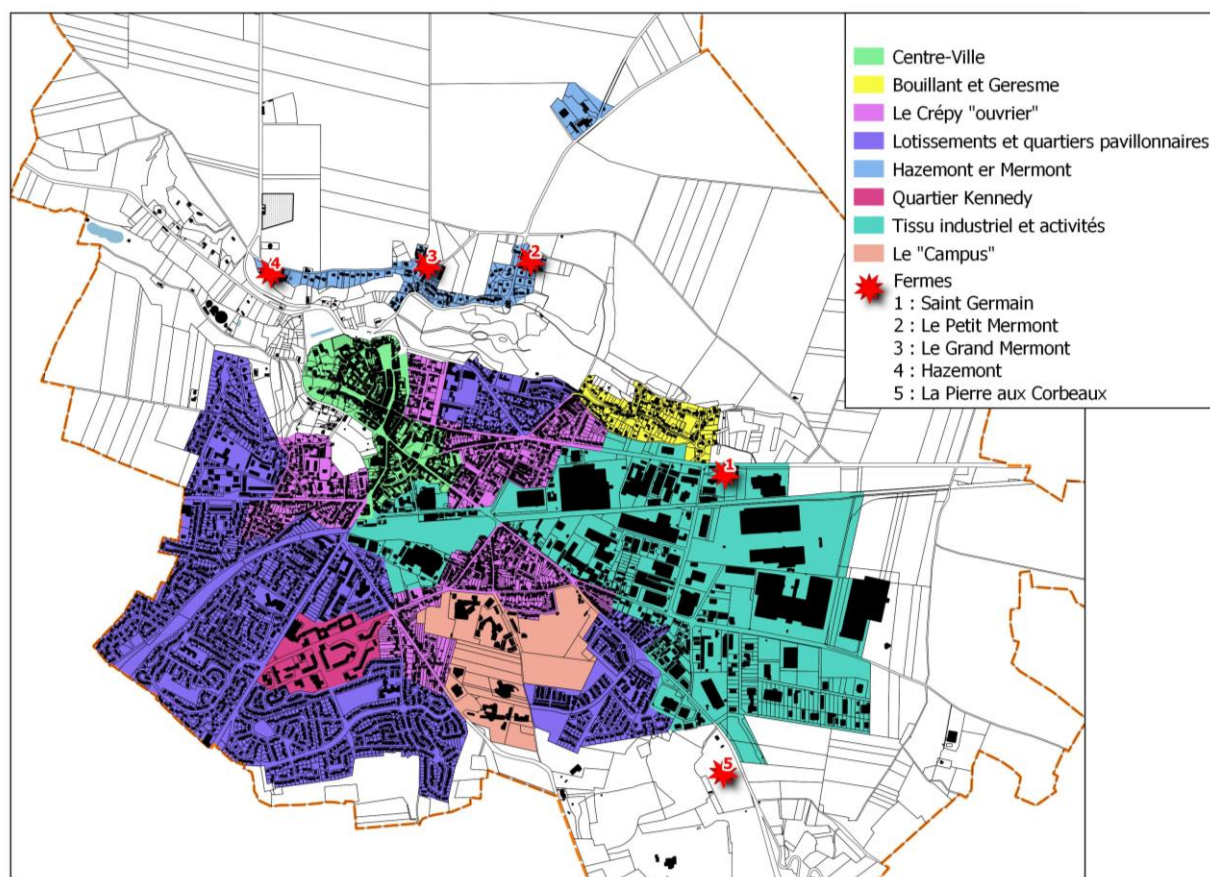 Centre-Ville
Bouillant et Geresme
Le Crépy "ouvrier"
Lotissements et quartiers pavillonnaires
Hazemont er Mermont
Quartier Kennedy
Tissu industriel et activités
Le "Campus"
Fermes
1 : Saint Germain
2 : Le Petit Mermont
3 : Le Grand Mermont
4 : Hazemont
5 : La Pierre aux Corbeaux
2
3
4
1
5